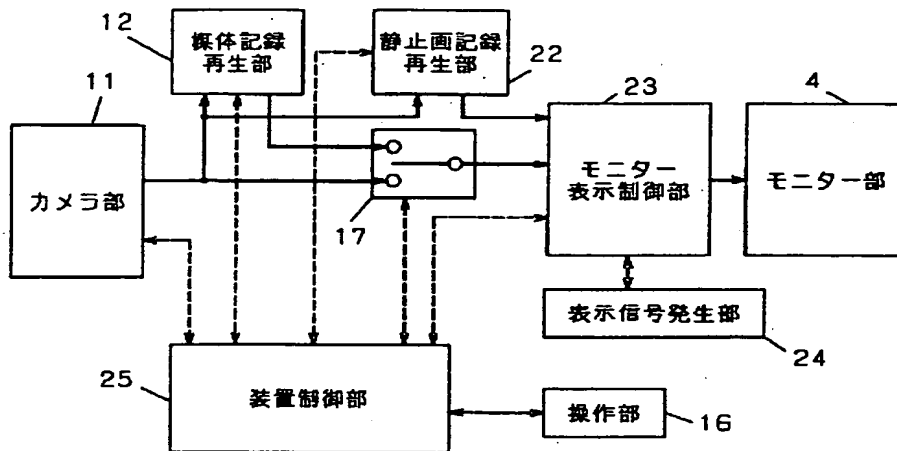 12
媒体記録
再生部
静止画記録
再生部
22
11
23
4
カメラ部
17
モニター
表示制御部
モニター部
表示信号発生部
24
25
装置制御部
操作部
16